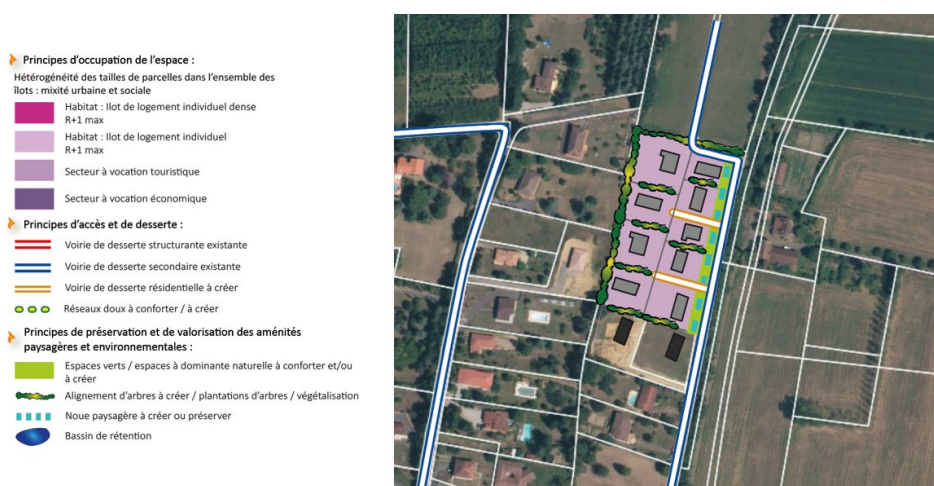 Principes d'occupation de l'espace :
Hétérogénéité des tailles de parcelles dans l'ensemble des
îlots : mixité urbaine et sociale
Habitat : Ilot de logement individuel dense
R+1 max
Habitat : Ilot de logement individuel
R+1 max
Secteur à vocation touristique
Secteur à vocation économique
Principes d'accès et de desserte :
Voirie de desserte structurante existante
Voirie de desserte secondaire existante
Voirie de desserte résidentielle à créer
Réseaux doux à conforter / à créer
Principes de préservation et de valorisation des aménités
paysagères et environnementales :
Espaces verts / espaces à dominante naturelle à conforter et/ou
à créer
Alignement d'arbres à créer / plantations d'arbres / végétalisation
Noue paysagère à créer ou préserver
Bassin de rétention